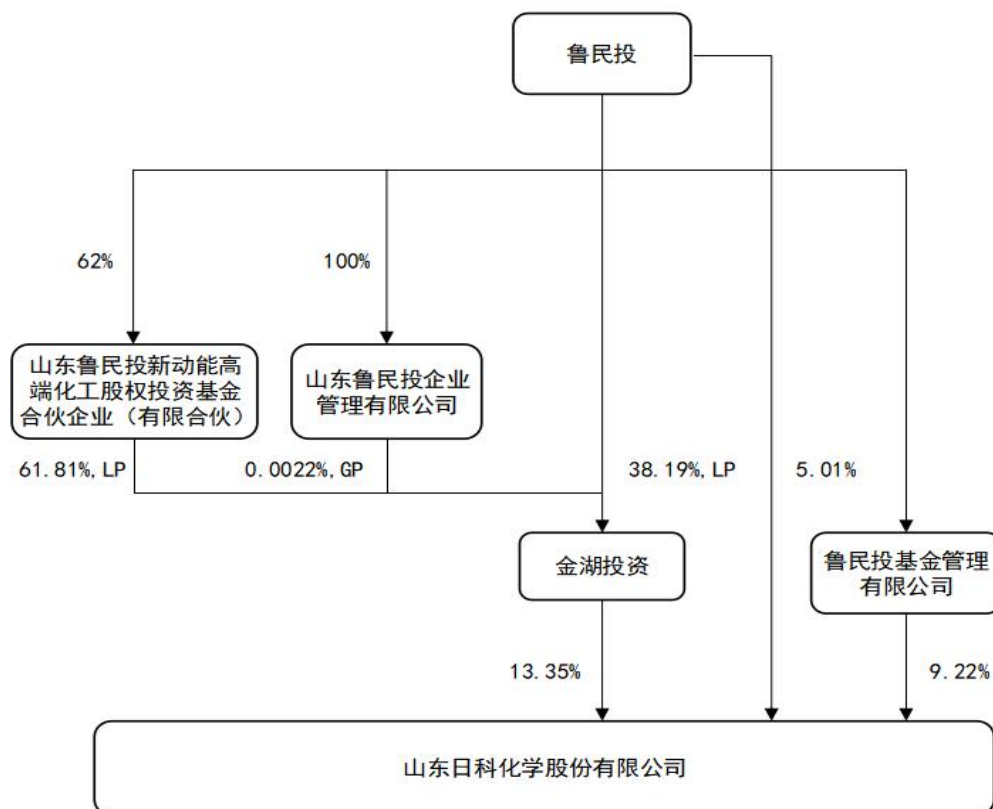 鲁民投
62%
100%
山东鲁民投新动能高
端化工股权投资基金
合伙企业（有限合伙）
山东鲁民投企业
管理有限公司
61.81%,LP
0.0022%,GP
38.19%,LP
5.01%
金湖投资
鲁民投基金管理
有限公司
13.35%
9.22%
山东日科化学股份有限公司